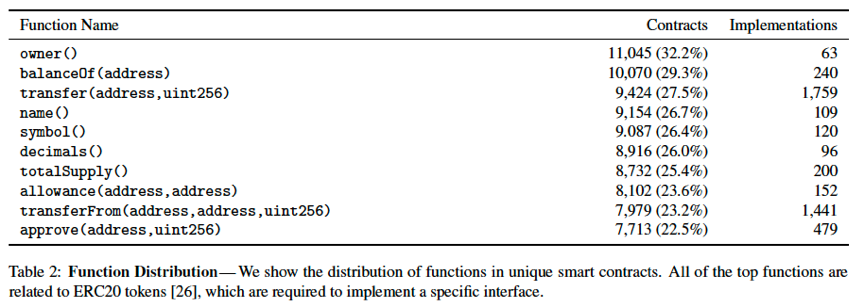 Function Name Contracts Implementations
owner() 11,045 (32.2%) 63
balanceOf(address) 10,070 (29.3%) 240
transfer(address,uint256) 9,424 (27.5%) 1,759
name() 9,154 (26.7%) 109
symbol() 9.087 (26.4%) 120
decimals() 8,916 (26.0%) 96
totalSupply() 8,732 (25.4%) 200
allowance(address,address) 8,102 (23.6%) 152
transferFrom(address,address,uint256) 7,979 (23.2%) 1,441
approve(address,uint256) 7,713 (22.5%) 479
Table 2: Function Distribution—We show the distribution of functions in unique smart contracts. All of the top functions are
related to ERC20 tokens [26], which are required to implement a specific interface.